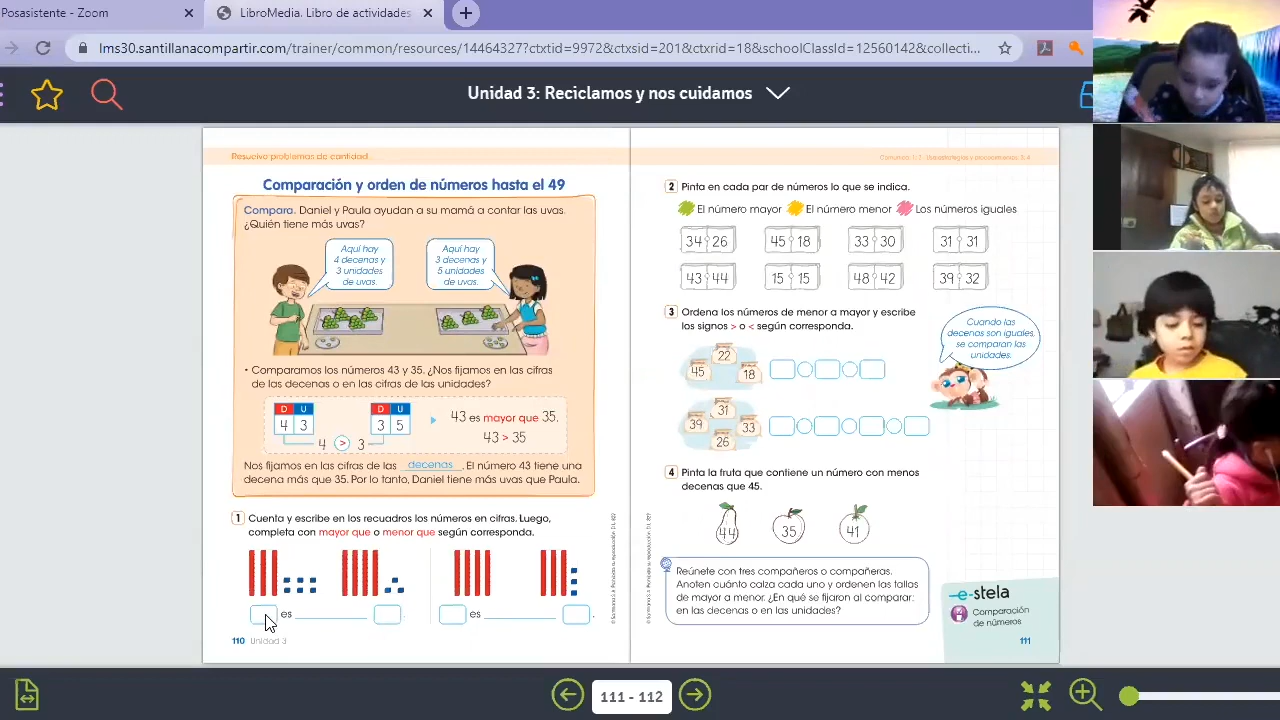 Posasistente - Zoom
LibroMedia, Libro de actividades
lms30.santillanacompartir.com/trainer/common/resources/14464327?ctxtid=9972&ctxsid=201&ctxrid=18&schoolClassId=12560142&collecti...
Unidad 3: Reciclamos y nos cuidamos
Resuelve problemas de cantidad
Comparación y orden de números hasta el 49
Compara. Daniel y Paula ayudan a su mamá a contar las uvas.
¿Quién tiene más uvas?
Aquí hay
4 decenas y
3 unidades
de uvas.
Aquí hay
3 decenas y
5 unidades
de uvas.
• Comparamos los números 43 y 35. ¿Nos fijamos en las cifras
de las decenas o en las cifras de las unidades?
D U
4 3
D U
3 5
4 > 3
43 es mayor que 35.
43 > 35
Nos fijamos en las cifras de las decenas. El número 43 tiene una
decena más que 35. Por lo tanto, Daniel tiene más uvas que Paula.
1 Cuenta y escribe en los recuadros los números en cifras. Luego,
completa con mayor que o menor que según corresponda.
es .
es .
110 Unidad 3
2 Pinta en cada par de números lo que se indica.
El número mayor El número menor Los números iguales
34 26 45 18 33 30 31 31
43 44 15 15 48 42 39 32
3 Ordena los números de menor a mayor y escribe
los signos > o < según corresponda.
22
45 18
31
39 33
26
Cuando las
decenas son iguales,
se comparan las
unidades.
4 Pinta la fruta que contiene un número con menos
decenas que 45.
44 35 41
Reúnete con tres compañeros o compañeras.
Anoten cuánto calza cada uno y ordenen las tallas
de mayor a menor. ¿En qué se fijaron al comparar:
en las decenas o en las unidades?
e-stela
Comparación
de números
111
111 - 112